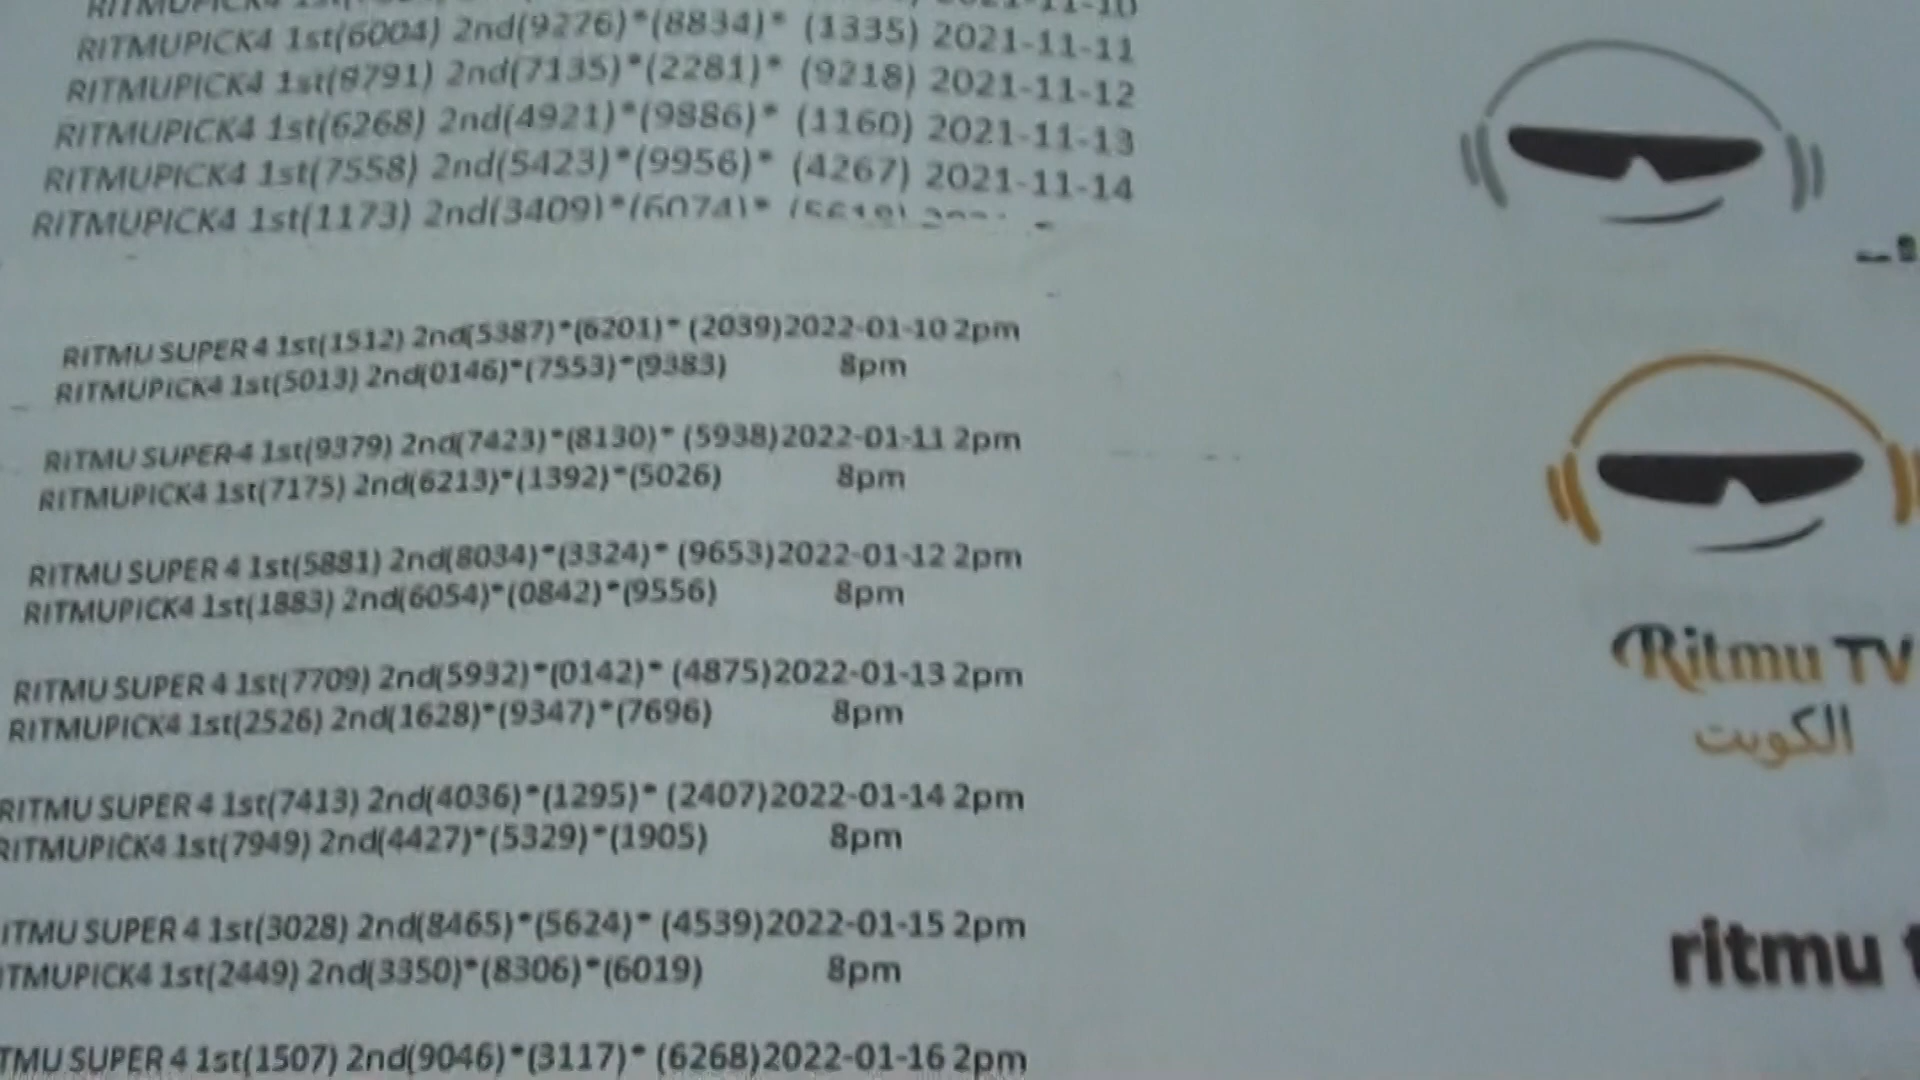 RITMUPICK4 1st(6004) 2nd(9276)*(8834)* (1335) 2021-11-11
RITMUPICK4 1st(8791) 2nd(7135)*(2281)* (9218) 2021-11-12
RITMUPICK4 1st(6268) 2nd(4921)*(9886)* (1160) 2021-11-13
RITMUPICK4 1st(7558) 2nd(5423)*(9956)* (4267) 2021-11-14
RITMUPICK4 1st(1173) 2nd(3409)*(6074)*
RITMU SUPER 4 1st(1512) 2nd(5387)*(6201)* (2039)2022-01-10 2pm
RITMUPICK4 1st(5013) 2nd(0146)*(7553)*(9383) 8pm
RITMU SUPER 4 1st(9379) 2nd(7423)*(8130)* (5938)2022-01-11 2pm
RITMUPICK4 1st(7175) 2nd(6213)*(1392)*(5026) 8pm
RITMU SUPER 4 1st(5881) 2nd(8034)*(3324)* (9653)2022-01-12 2pm
RITMUPICK4 1st(1883) 2nd(6054)*(0842)*(9556) 8pm
RITMU SUPER 4 1st(7709) 2nd(5932)*(0142)* (4875)2022-01-13 2pm
RITMUPICK4 1st(2526) 2nd(1628)*(9347)*(7696) 8pm
RITMU SUPER 4 1st(7413) 2nd(4036)*(1295)* (2407)2022-01-14 2pm
RITMUPICK4 1st(7949) 2nd(4427)*(5329)*(1905) 8pm
ITMU SUPER 4 1st(3028) 2nd(8465)*(5624)* (4539)2022-01-15 2pm
TMUPICK4 1st(2449) 2nd(3350)*(8306)*(6019) 8pm
TMU SUPER 4 1st(1507) 2nd(9046)*(3117)* (6268)2022-01-16 2pm
Ritmu TV
الكويت
ritmu t